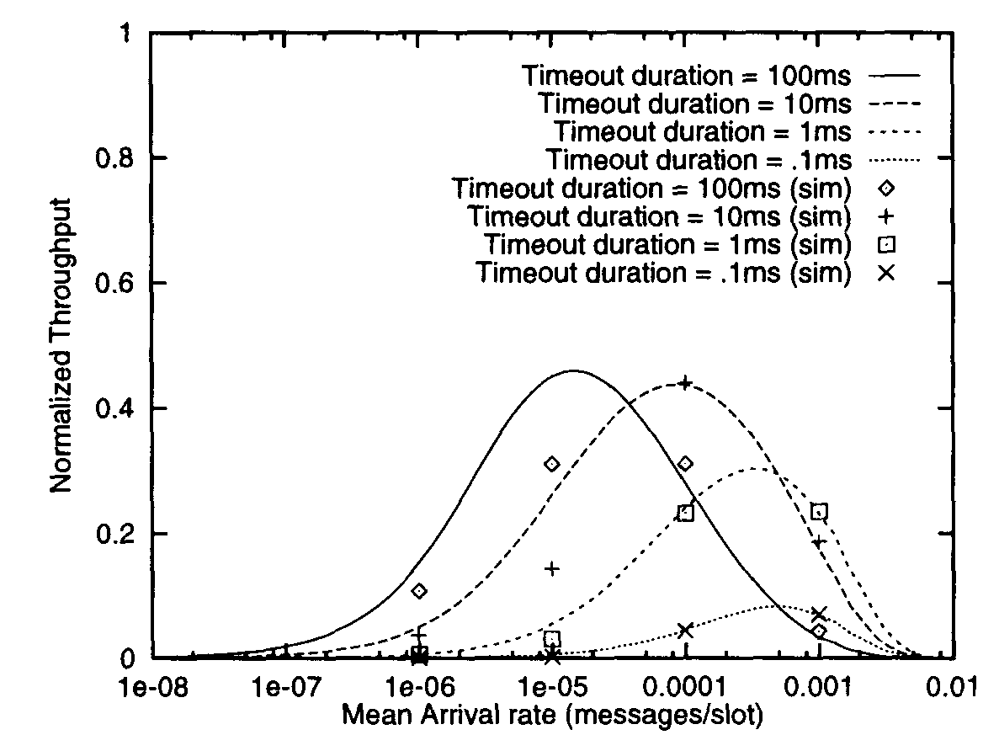 1
Timeout duration = 100ms
Timeout duration = 10ms
Timeout duration = 1ms
0.8
Timeout duration = .1ms
Timeout duration = 100ms (sim)
Timeout duration = 10ms (sim)
Timeout duration = 1ms (sim)
Timeout duration = .1ms (sim)
0.6
Normalized Throughput
0.4
0.2
0
1e-08 1e-07 1e-06 1e-05 0.0001 0.001 0.01
Mean Arrival rate (messages/slot)